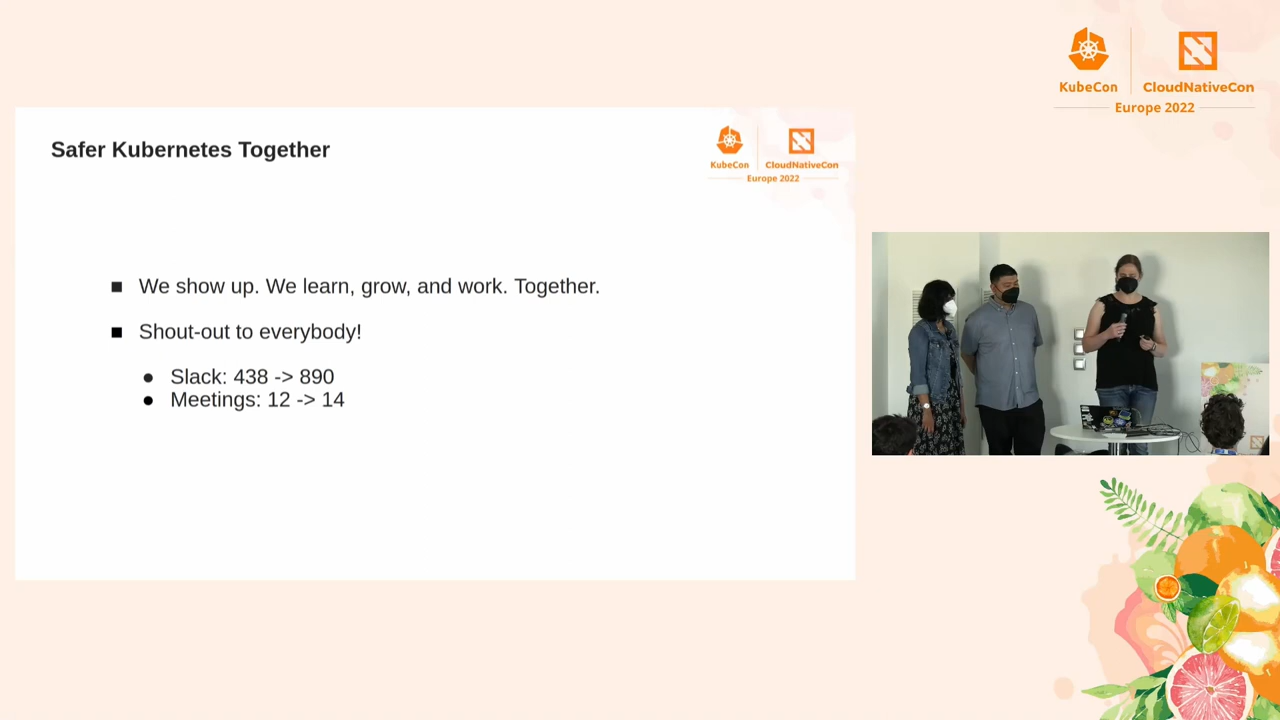 KubeCon
CloudNativeCon
Europe 2022
Safer Kubernetes Together
KubeCon
CloudNativeCon
Europe 2022
■ We show up. We learn, grow, and work. Together.
■ Shout-out to everybody!
● Slack: 438 -> 890
● Meetings: 12 -> 14